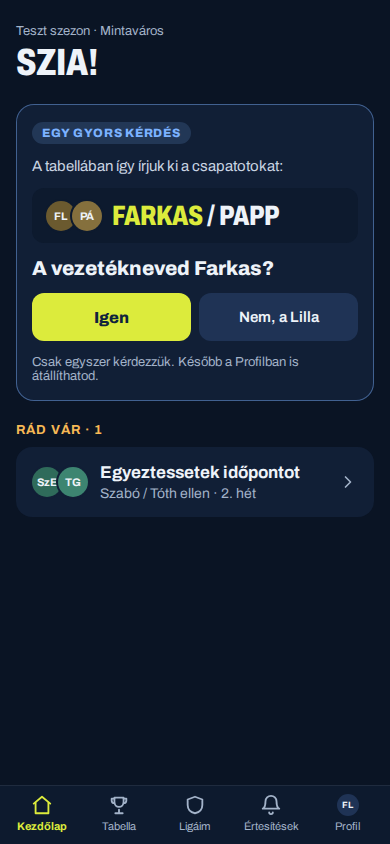 Teszt szezon · Mintaváros
SZIA!
EGY GYORS KÉRDÉS
A tabellában így írjuk ki a csapatotokat:
FL PÁ FARKAS / PAPP
A vezetékneved Farkas?
Igen
Nem, a Lilla
Csak egyszer kérdezzük. Később a Profilban is
átállíthatod.
RÁD VÁR · 1
SzE TG Egyeztessetek időpontot
Szabó / Tóth ellen · 2. hét
FL
Kezdőlap Tabella Ligáim Értesítések Profil